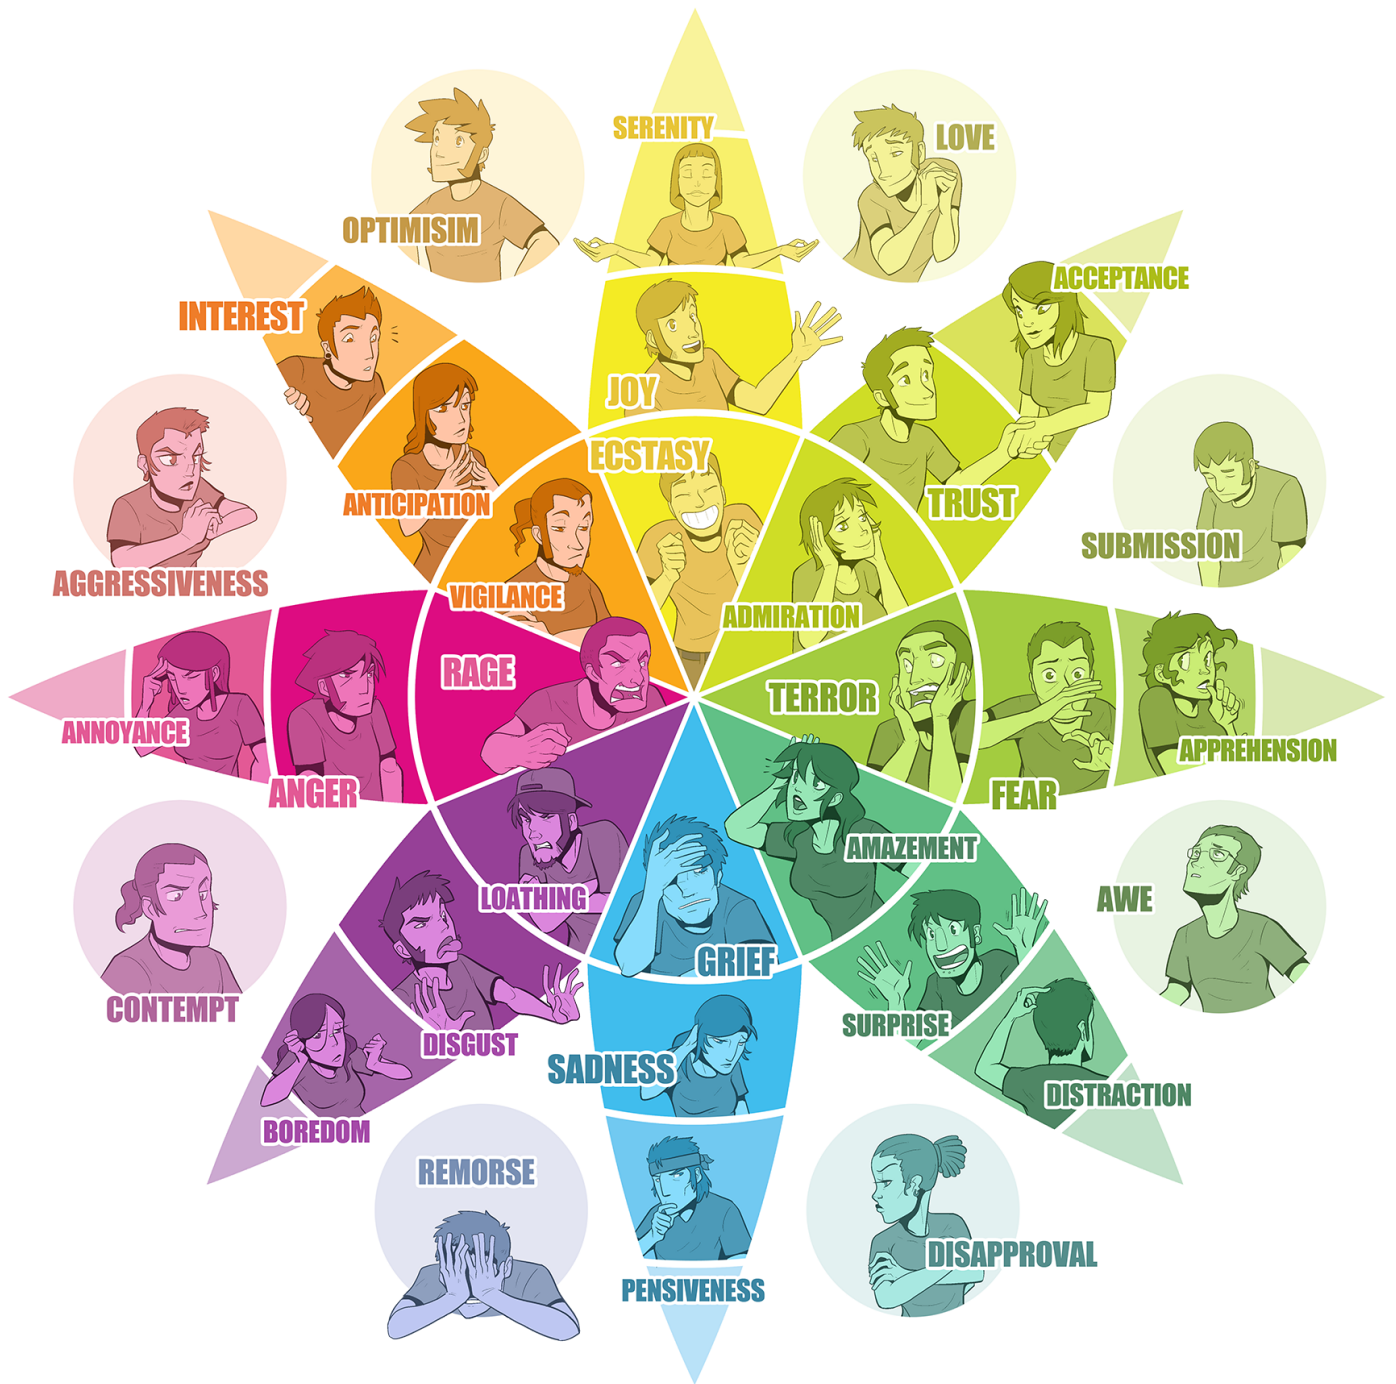 SERENITY
LOVE
OPTIMISIM
ACCEPTANCE
INTEREST
JOY
ECSTASY
ANTICIPATION
TRUST
SUBMISSION
AGGRESSIVENESS
VIGILANCE
ADMIRATION
RAGE
TERROR
ANNOYANCE
APPREHENSION
ANGER
FEAR
AMAZEMENT
LOATHING
AWE
GRIEF
CONTEMPT
SURPRISE
DISGUST
SADNESS
DISTRACTION
BOREDOM
REMORSE
DISAPPROVAL
PENSIVENESS